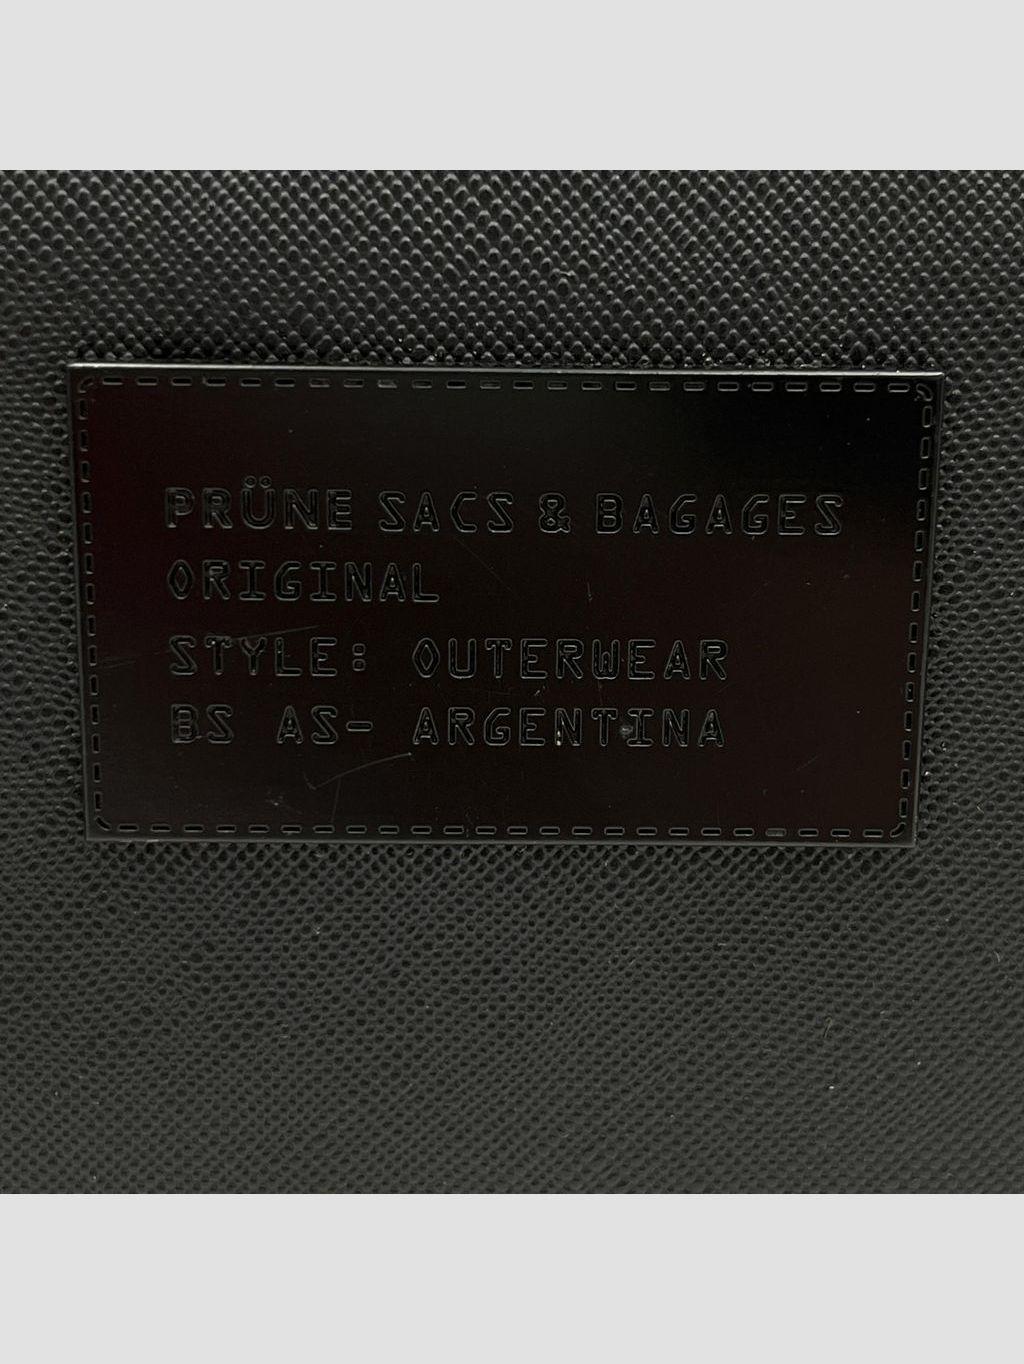 PRÜNE SACS & BAGAGES
ORIGINAL
STYLE: OUTERWEAR
BS AS- ARGENTINA